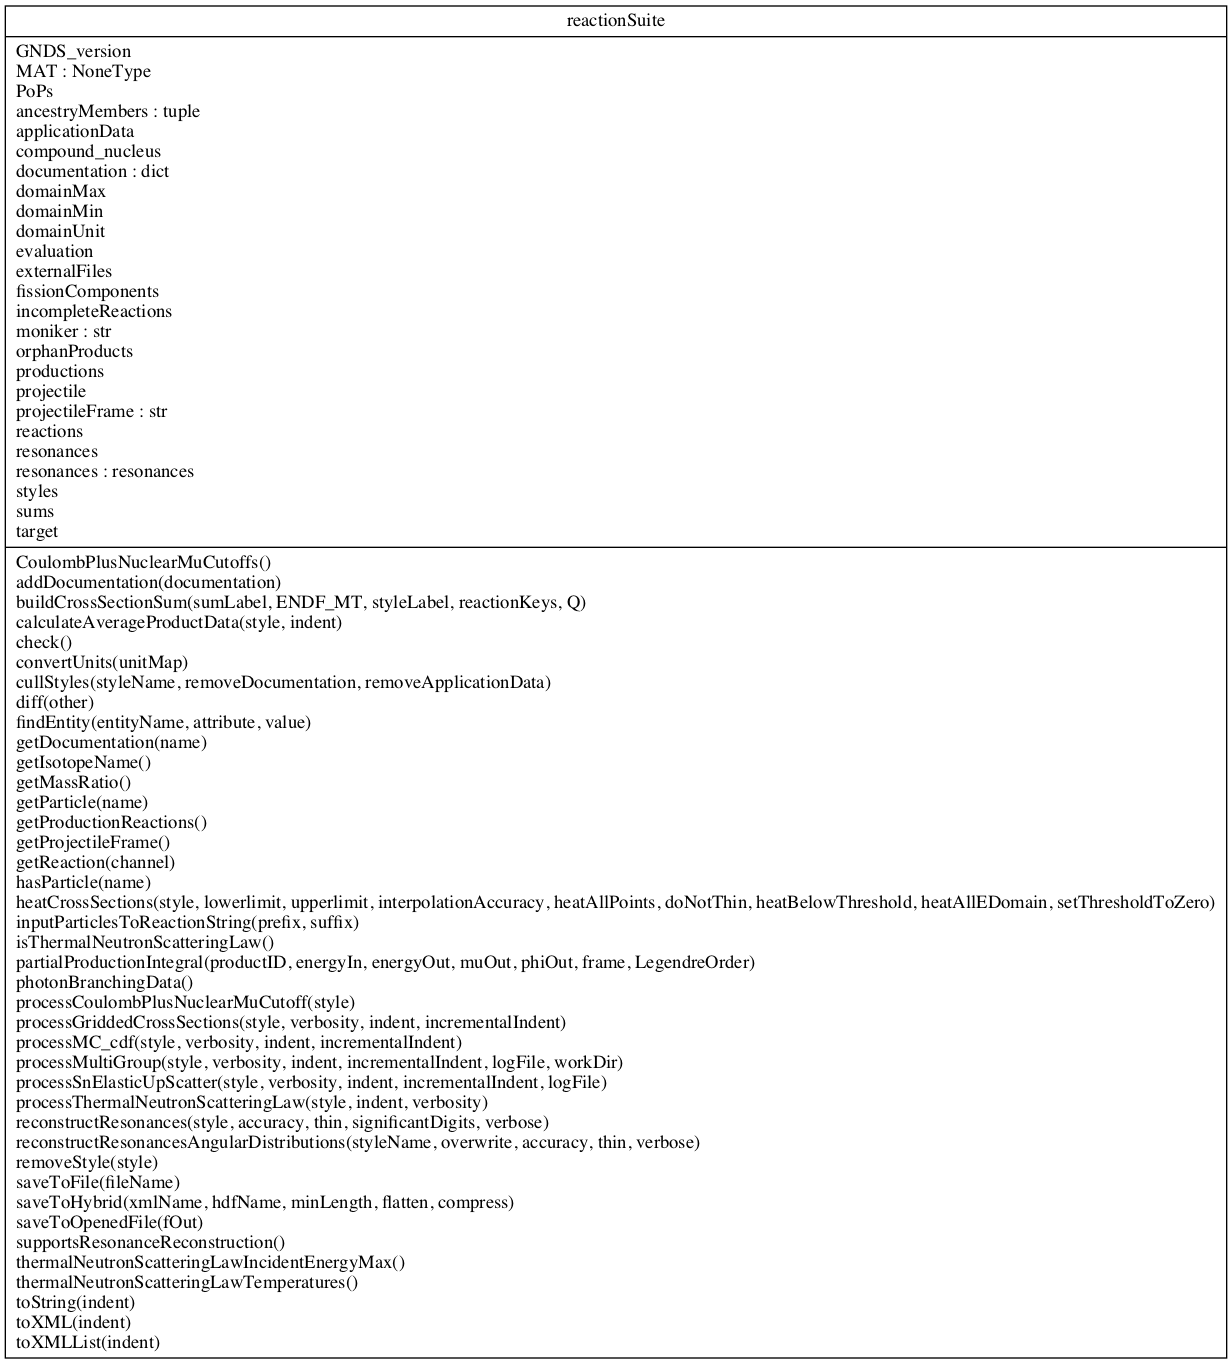 reactionSuite
GNDS_version
MAT : NoneType
PoPs
ancestryMembers : tuple
applicationData
compound_nucleus
documentation : dict
domainMax
domainMin
domainUnit
evaluation
externalFiles
fissionComponents
incompleteReactions
moniker : str
orphanProducts
productions
projectile
projectileFrame : str
reactions
resonances
resonances : resonances
styles
sums
target
CoulombPlusNuclearMuCutoffs()
addDocumentation(documentation)
buildCrossSectionSum(sumLabel, ENDF_MT, styleLabel, reactionKeys, Q)
calculateAverageProductData(style, indent)
check()
convertUnits(unitMap)
cullStyles(styleName, removeDocumentation, removeApplicationData)
diff(other)
findEntity(entityName, attribute, value)
getDocumentation(name)
getIsotopeName()
getMassRatio()
getParticle(name)
getProductionReactions()
getProjectileFrame()
getReaction(channel)
hasParticle(name)
heatCrossSections(style, lowerlimit, upperlimit, interpolationAccuracy, heatAllPoints, doNotThin, heatBelowThreshold, heatAllEDomain, setThresholdToZero)
inputParticlesToReactionString(prefix, suffix)
isThermalNeutronScatteringLaw()
partialProductionIntegral(productID, energyIn, energyOut, muOut, phiOut, frame, LegendreOrder)
photonBranchingData()
processCoulombPlusNuclearMuCutoff(style)
processGriddedCrossSections(style, verbosity, indent, incrementalIndent)
processMC_cdf(style, verbosity, indent, incrementalIndent)
processMultiGroup(style, verbosity, indent, incrementalIndent, logFile, workDir)
processSnElasticUpScatter(style, verbosity, indent, incrementalIndent, logFile)
processThermalNeutronScatteringLaw(style, indent, verbosity)
reconstructResonances(style, accuracy, thin, significantDigits, verbose)
reconstructResonancesAngularDistributions(styleName, overwrite, accuracy, thin, verbose)
removeStyle(style)
saveToFile(fileName)
saveToHybrid(xmlName, hdfName, minLength, flatten, compress)
saveToOpenedFile(fOut)
supportsResonanceReconstruction()
thermalNeutronScatteringLawIncidentEnergyMax()
thermalNeutronScatteringLawTemperatures()
toString(indent)
toXML(indent)
toXMLList(indent)